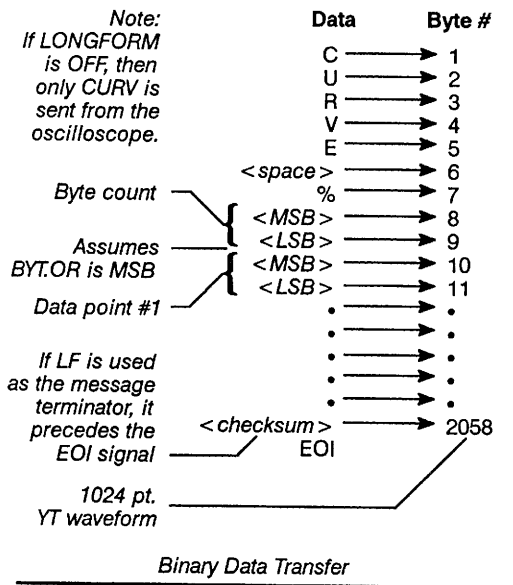 Note:
If LONGFORM
is OFF, then
only CURV is
sent from the
oscilloscope.
Data Byte #
C 1
U 2
R 3
V 4
E 5
<space> 6
% 7
Byte count
<MSB> 8
<LSB> 9
Assumes
BYT.OR is MSB
<MSB> 10
<LSB> 11
Data point #1
If LF is used
as the message
terminator, it
precedes the
EOI signal
<checksum> 2058
EOI
1024 pt.
YT waveform
Binary Data Transfer